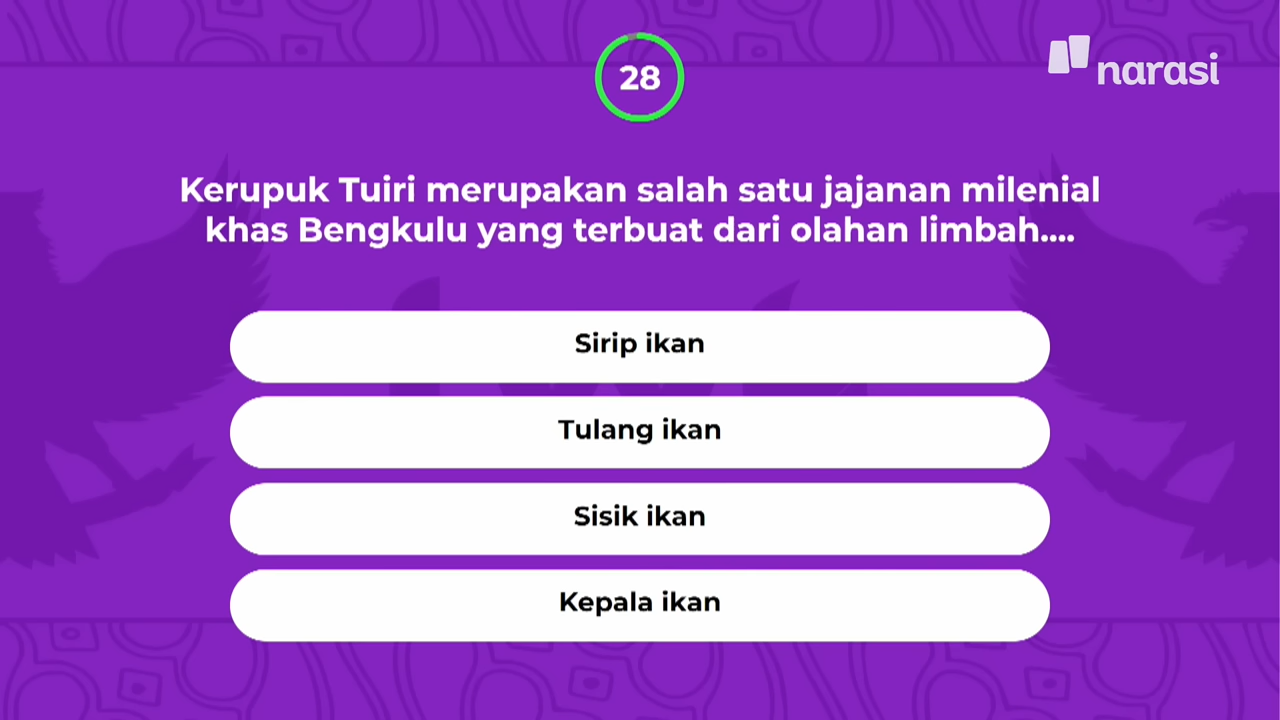 28
narasi
Kerupuk Tuiri merupakan salah satu jajanan milenial
khas Bengkulu yang terbuat dari olahan limbah....
Sirip ikan
Tulang ikan
Sisik ikan
Kepala ikan